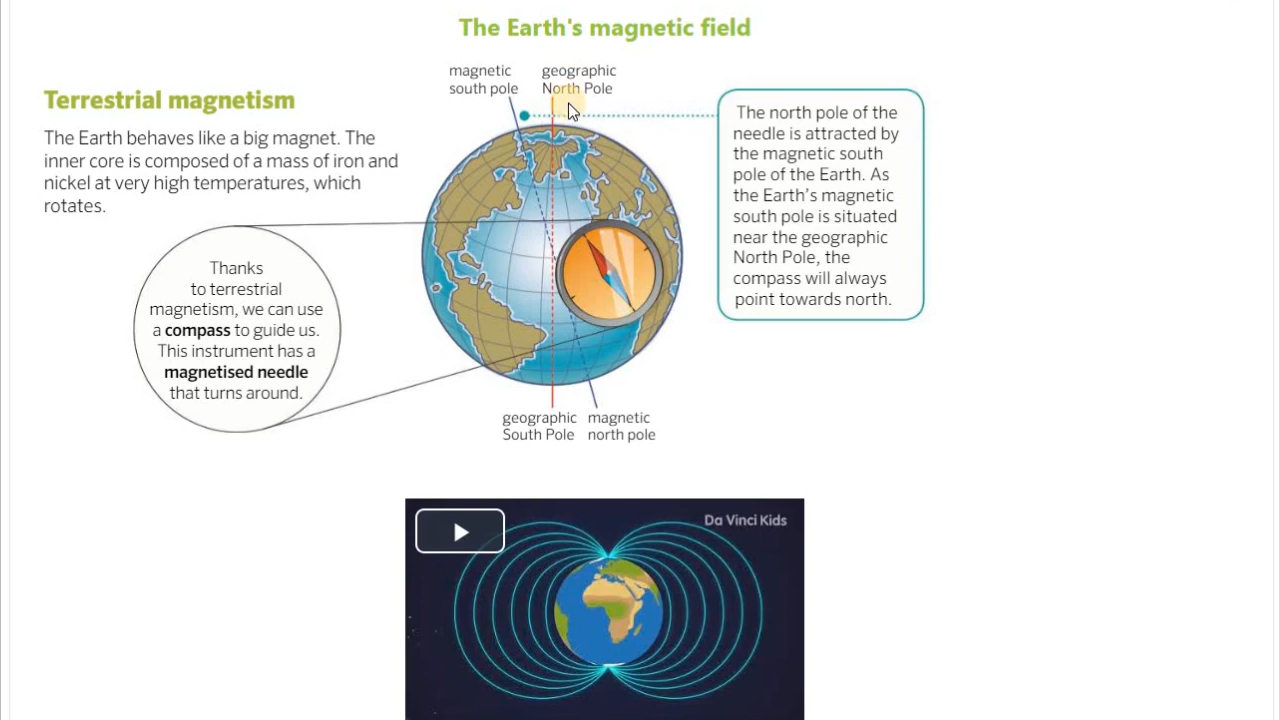 The Earth's magnetic field
Terrestrial magnetism
The Earth behaves like a big magnet. The
inner core is composed of a mass of iron and
nickel at very high temperatures, which
rotates.
Thanks
to terrestrial
magnetism, we can use
a compass to guide us.
This instrument has a
magnetised needle
that turns around.
magnetic
south pole
geographic
North Pole
geographic
South Pole
magnetic
north pole
The north pole of the
needle is attracted by
the magnetic south
pole of the Earth. As
the Earth's magnetic
south pole is situated
near the geographic
North Pole, the
compass will always
point towards north.
Da Vinci Kids